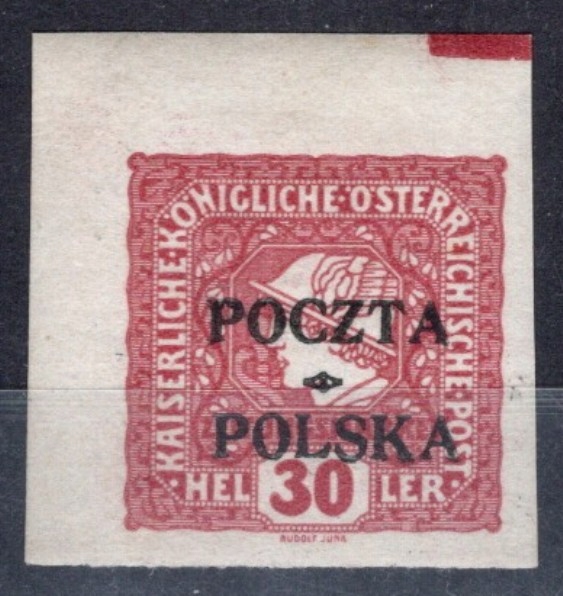 KAISERLICHE·KÖNIGLICHE·ÖSTERREICHISCHE·POST·
POCZTA
POLSKA
·HEL 30 LER·
RUDOLF JUNK